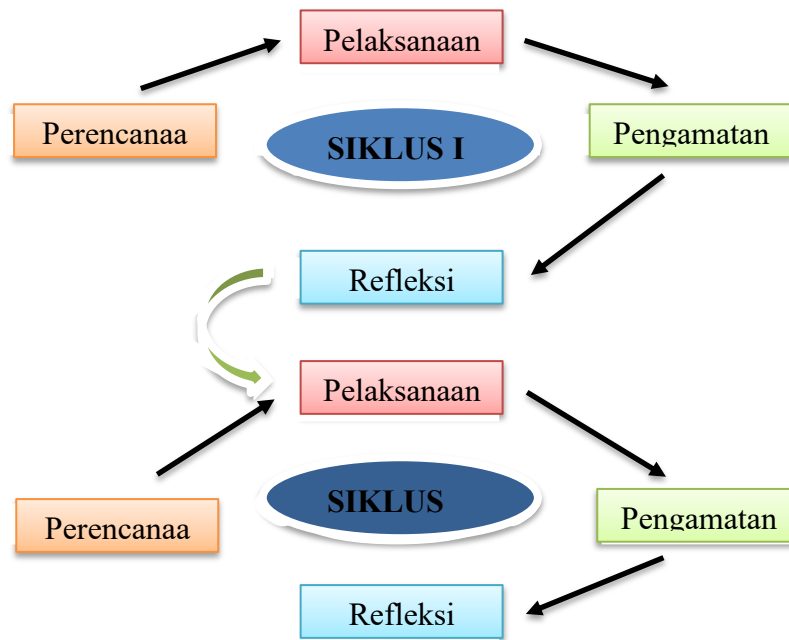 Pelaksanaan
Perencanaa
SIKLUS I
Pengamatan
Refleksi
Pelaksanaan
Perencanaa
SIKLUS
Pengamatan
Refleksi